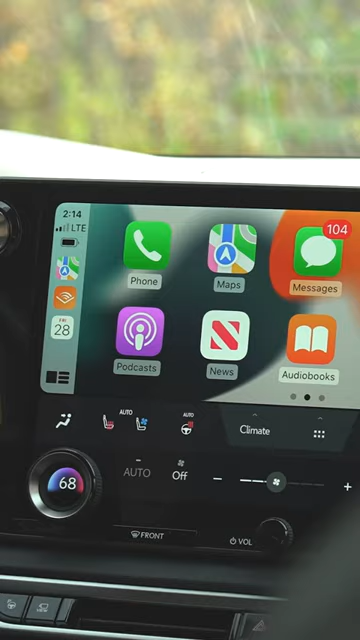 2:14
LTE
104
Phone
Maps
Messages
FRI
28
Podcasts
News
Audiobooks
AUTO
AUTO
Climate
68
AUTO
Off
FRONT
VOL